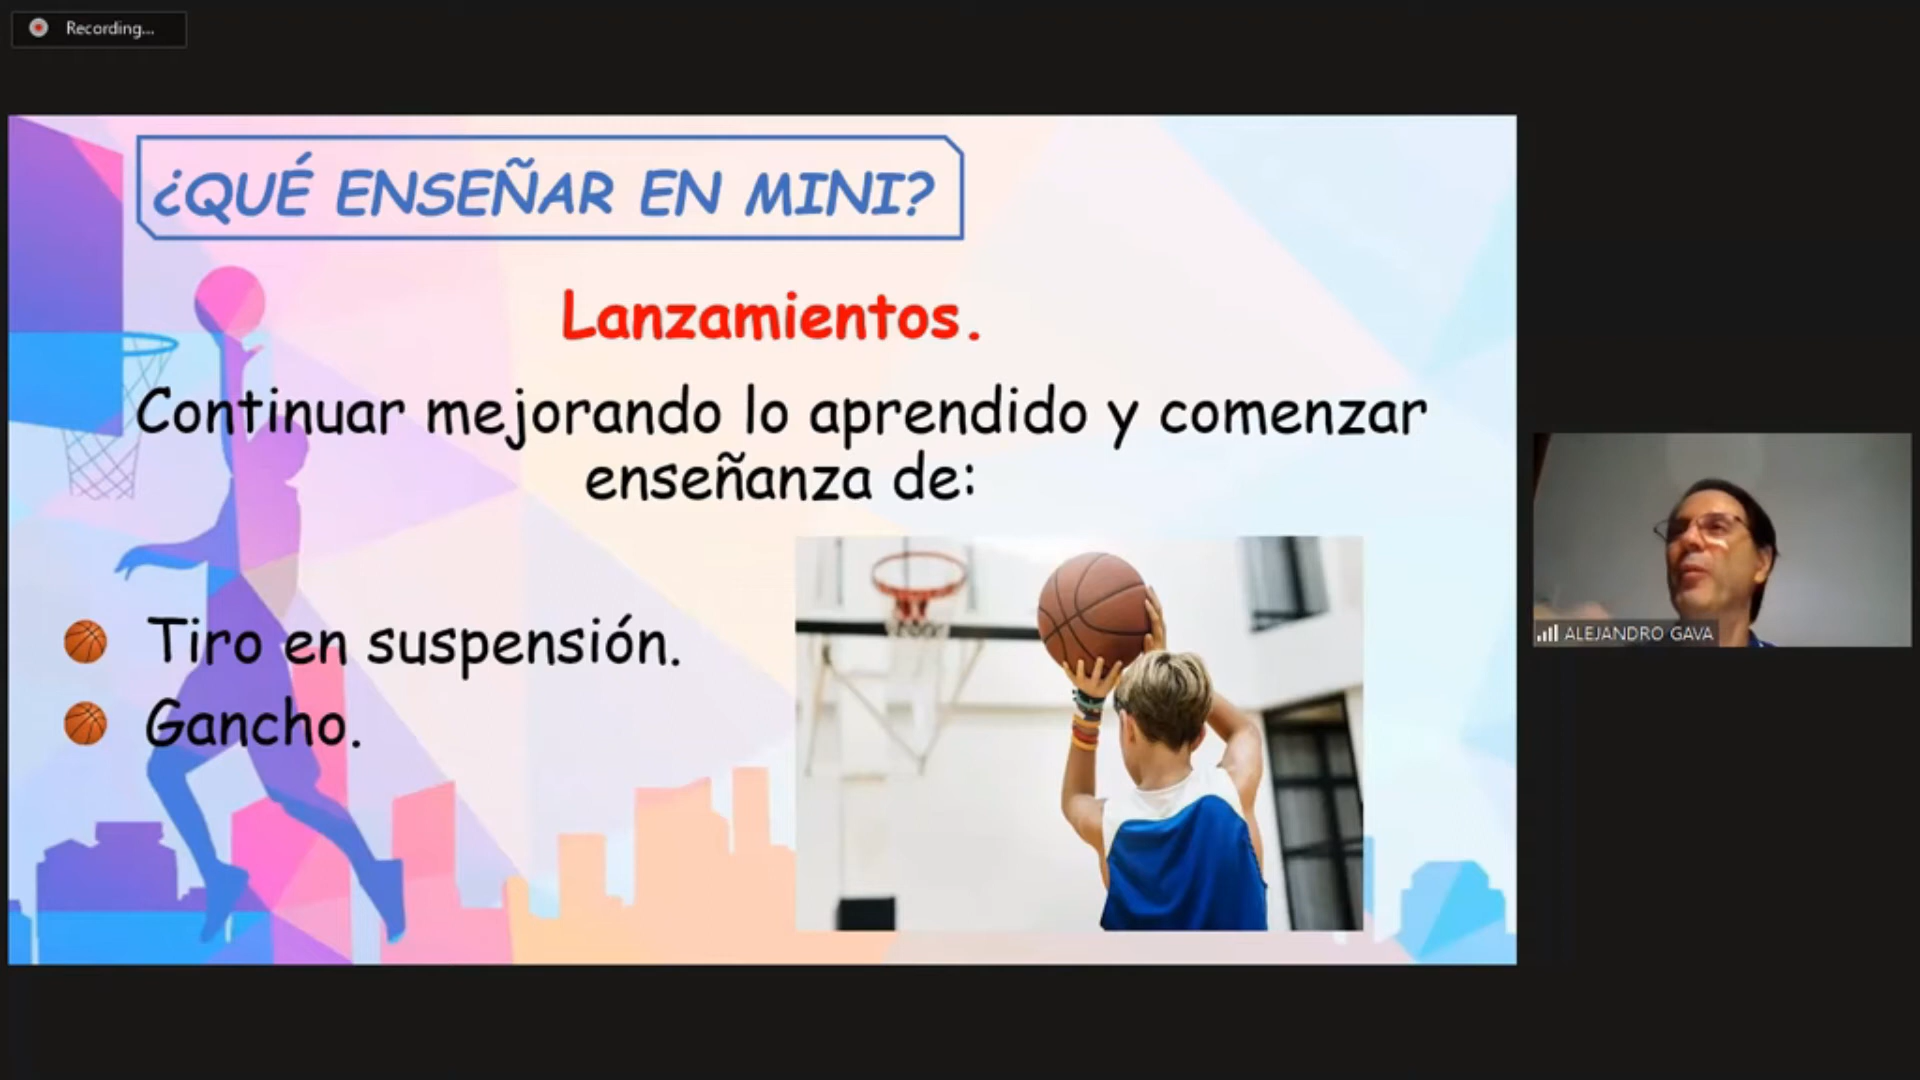 Recording...
¿QUÉ ENSEÑAR EN MINI?
Lanzamientos.
Continuar mejorando lo aprendido y comenzar
enseñanza de:
Tiro en suspensión.
Gancho.
ALEJANDRO GAVA